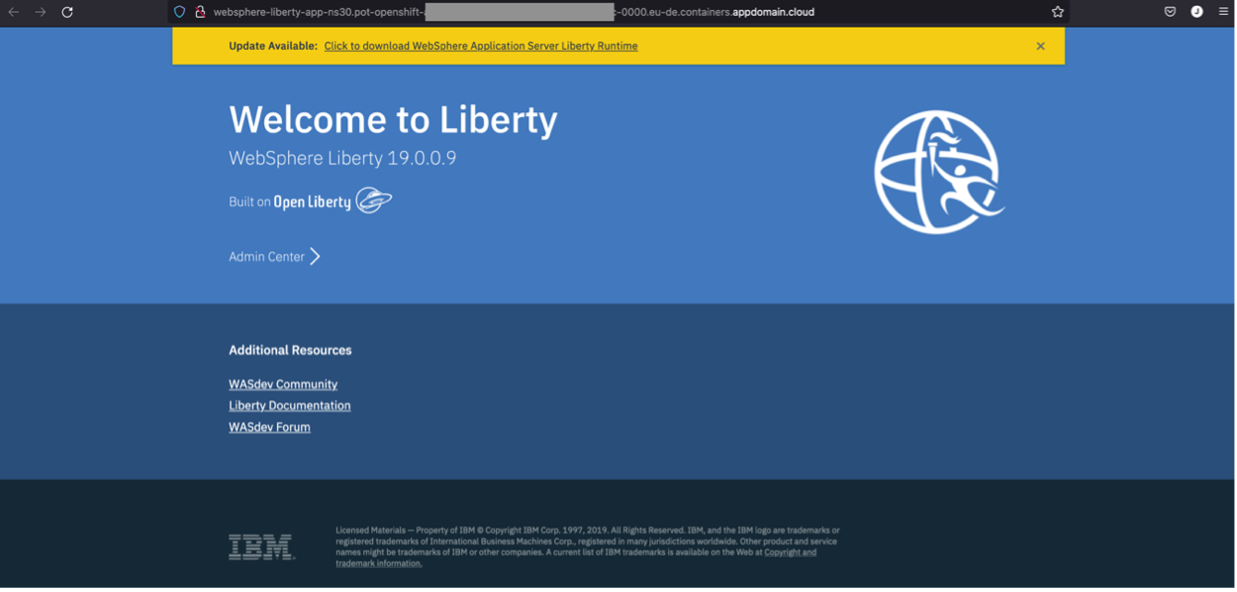 websphere-liberty-app-ns30.pot-openshift- -0000.eu-de.containers.appdomain.cloud
Update Available: Click to download WebSphere Application Server Liberty Runtime
Welcome to Liberty
WebSphere Liberty 19.0.0.9
Built on Open Liberty
Admin Center
Additional Resources
WASdev Community
Liberty Documentation
WASdev Forum
IBM
Licensed Materials — Property of IBM © Copyright IBM Corp. 1997, 2019. All Rights Reserved. IBM, and the IBM logo are trademarks or
registered trademarks of International Business Machines Corp., registered in many jurisdictions worldwide. Other product and service
names might be trademarks of IBM or other companies. A current list of IBM trademarks is available on the Web at Copyright and
trademark information.